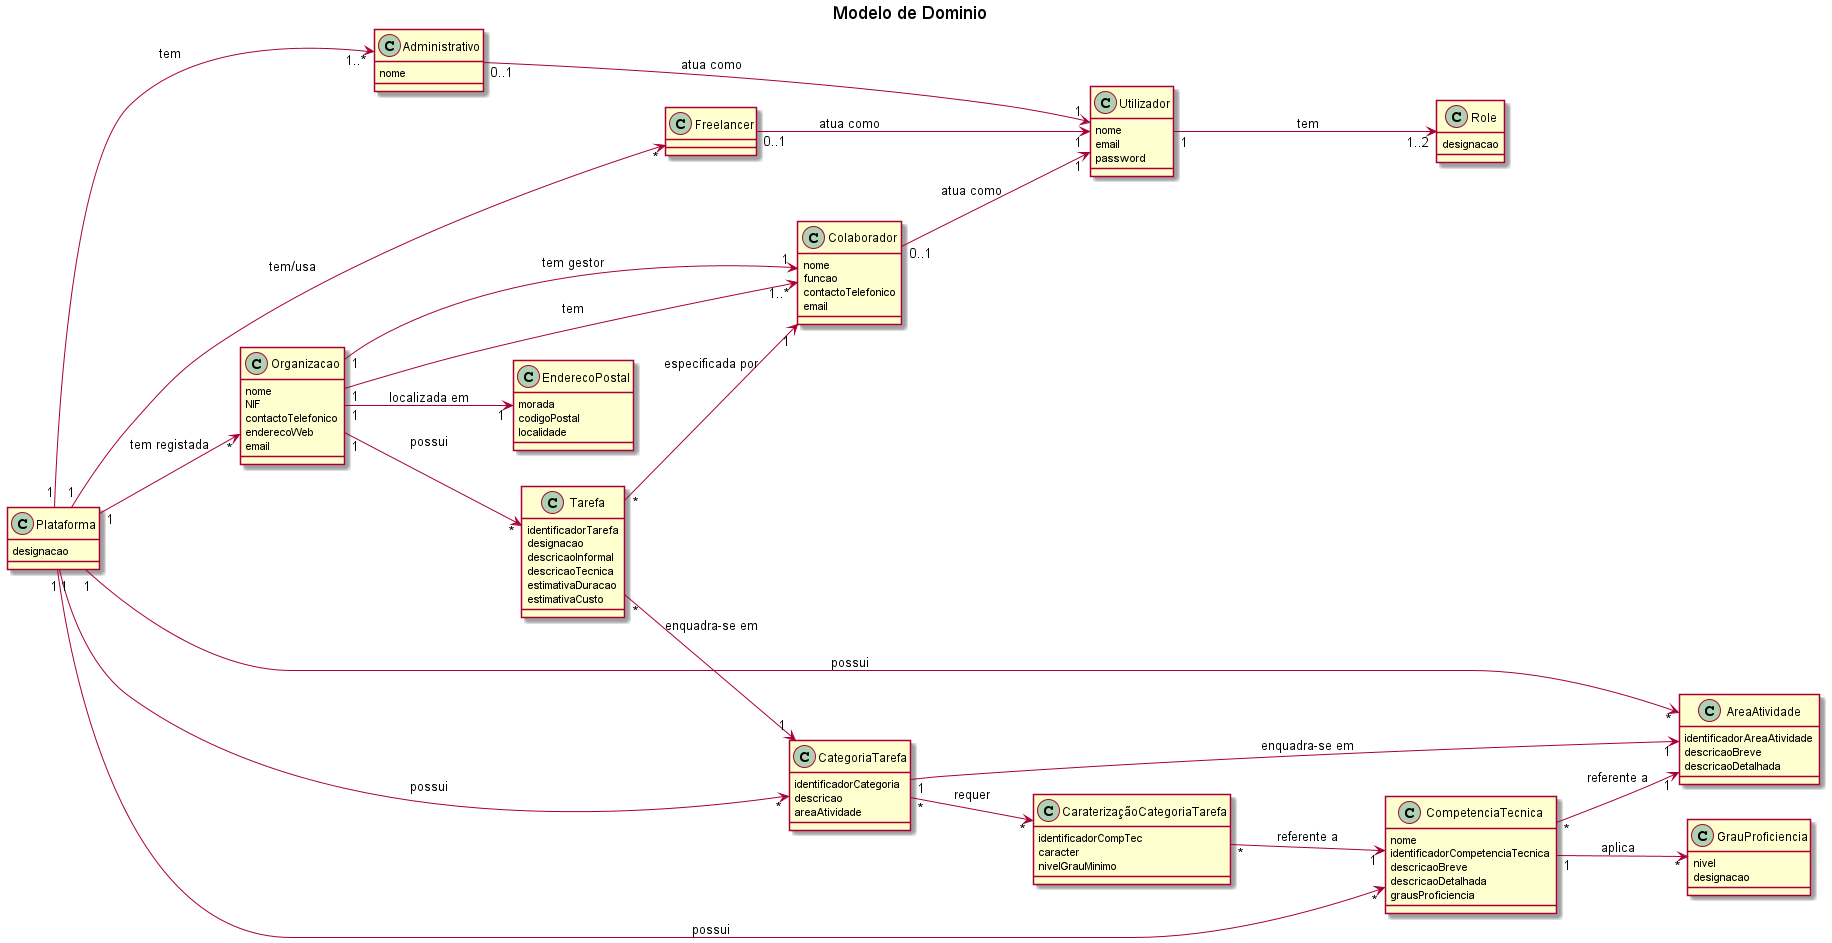 Modelo de Dominio
C Administrativo
nome
tem
1..*
0..1
atua como
C Freelancer
0..1
atua como
*
tem/usa
C Utilizador
nome
email
password
1
1
1
1
tem
1..2
C Role
designacao
C Colaborador
nome
funcao
contactoTelefonico
email
0..1
atua como
tem gestor
1
1
tem
1..*
1
C Organizacao
nome
NIF
contactoTelefonico
enderecoWeb
email
tem registada
*
localizada em
1
1
C EnderecoPostal
morada
codigoPostal
localidade
possui
1
*
especificada por
1
*
C Plataforma
designacao
1
1
1
1
1
1
C Tarefa
identificadorTarefa
designacao
descricaoInformal
descricaoTecnica
estimativaDuracao
estimativaCusto
*
enquadra-se em
1
possui
*
C AreaAtividade
identificadorAreaAtividade
descricaoBreve
descricaoDetalhada
C CategoriaTarefa
identificadorCategoria
descricao
areaAtividade
possui
*
1
enquadra-se em
1
*
requer
*
C CaraterizaçãoCategoriaTarefa
identificadorCompTec
caracter
nivelGrauMinimo
*
referente a
1
C CompetenciaTecnica
nome
identificadorCompetenciaTecnica
descricaoBreve
descricaoDetalhada
grausProficiencia
*
referente a
1
1
aplica
*
C GrauProficiencia
nivel
designacao
possui
*